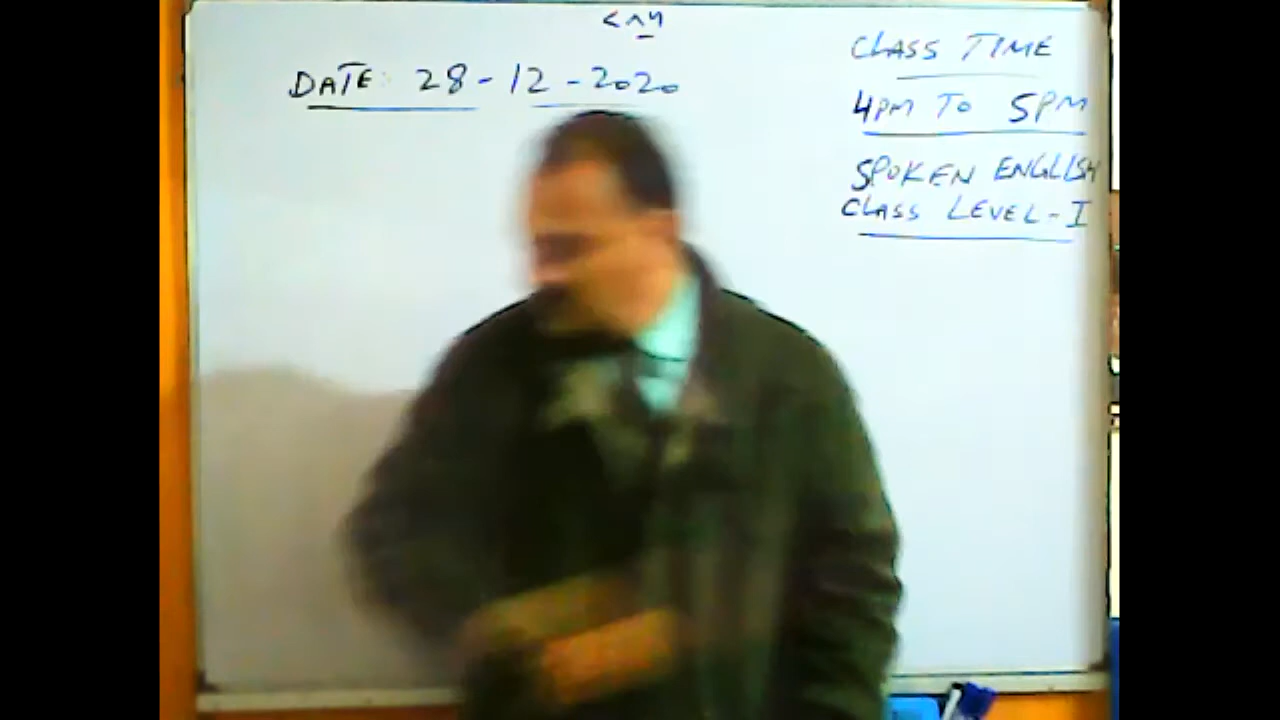 DATE: 28-12-2020
CLASS TIME
4PM TO 5PM
SPOKEN ENGLISH
CLASS LEVEL-I